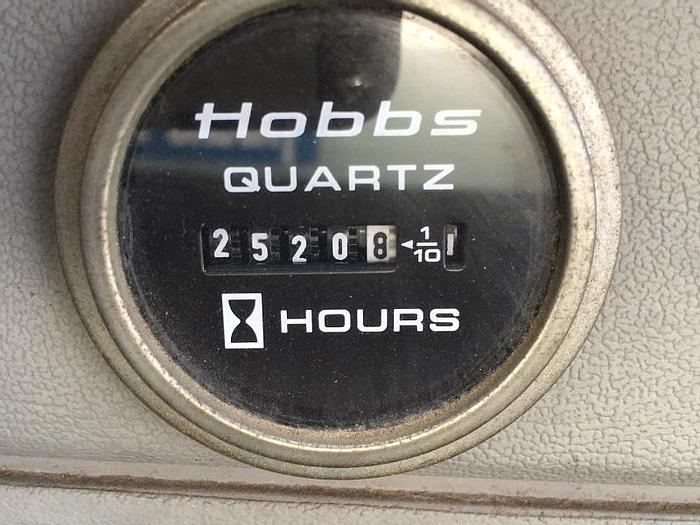 Hobbs
QUARTZ
25208 ◄ 1/10
HOURS